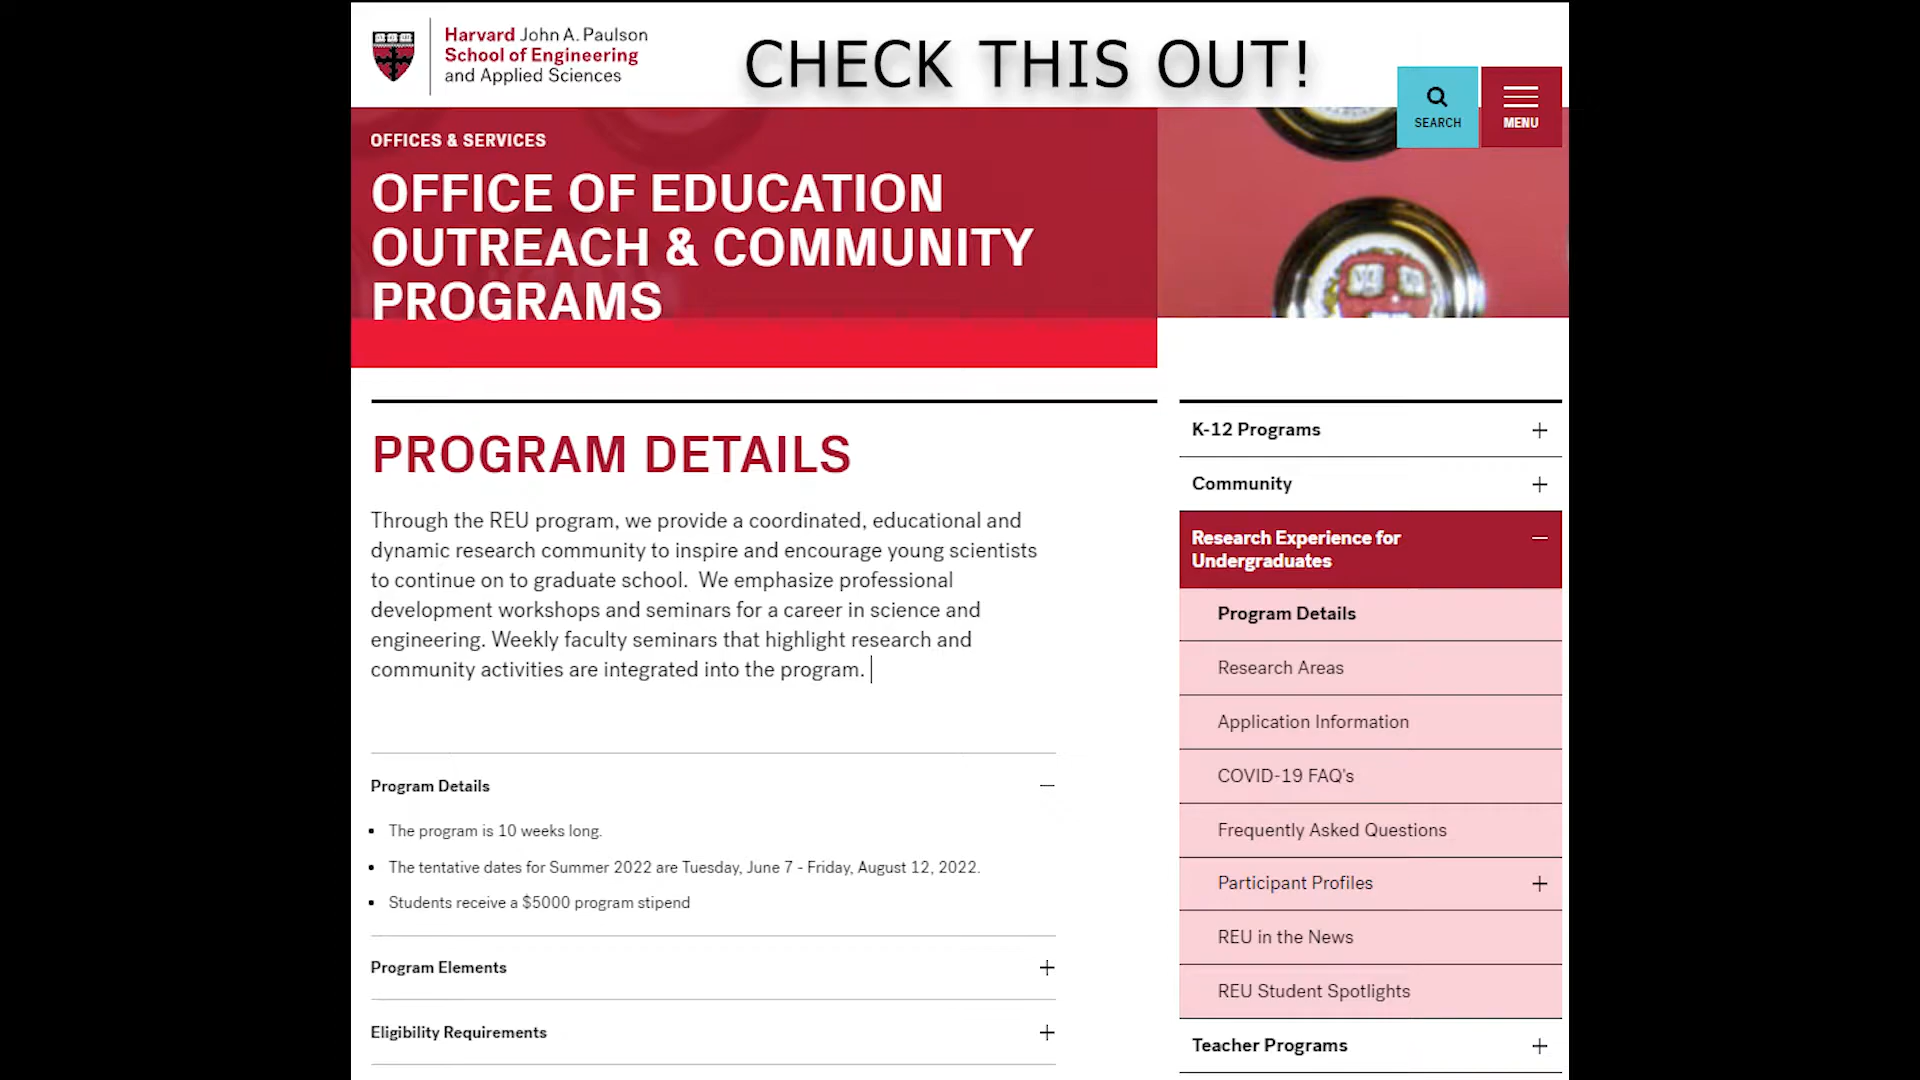 Harvard John A. Paulson
School of Engineering
and Applied Sciences
CHECK THIS OUT!
SEARCH
MENU
OFFICES & SERVICES
OFFICE OF EDUCATION
OUTREACH & COMMUNITY
PROGRAMS
PROGRAM DETAILS
Through the REU program, we provide a coordinated, educational and
dynamic research community to inspire and encourage young scientists
to continue on to graduate school.  We emphasize professional
development workshops and seminars for a career in science and
engineering. Weekly faculty seminars that highlight research and
community activities are integrated into the program.
Program Details
• The program is 10 weeks long.
• The tentative dates for Summer 2022 are Tuesday, June 7 - Friday, August 12, 2022.
• Students receive a $5000 program stipend
Program Elements
Eligibility Requirements
K-12 Programs
Community
Research Experience for
Undergraduates
Program Details
Research Areas
Application Information
COVID-19 FAQ's
Frequently Asked Questions
Participant Profiles
REU in the News
REU Student Spotlights
Teacher Programs